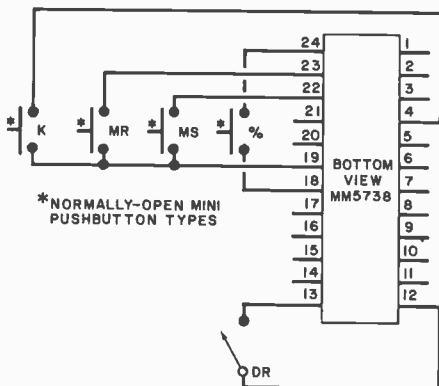 24
23
22
21
20
19
18
17
16
15
14
13
1
2
3
4
5
6
7
8
9
10
11
12
BOTTOM
VIEW
MM5738
* K
* MR
* MS
* %
*NORMALLY-OPEN MINI
PUSHBUTTON TYPES
DR